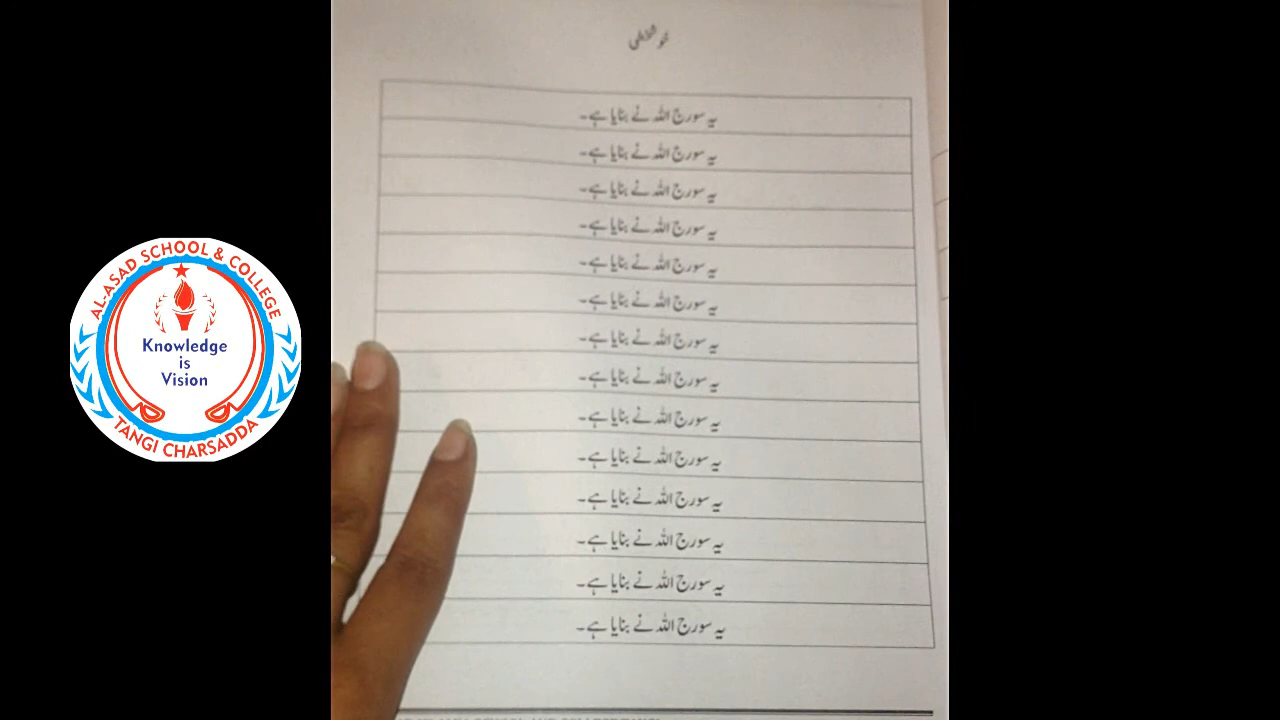 AL-ASAD SCHOOL & COLLEGE
Knowledge
is
Vision
TANGI CHARSADDA
خوشخطی
یہ سورج اللہ نے بنایا ہے۔
یہ سورج اللہ نے بنایا ہے۔
یہ سورج اللہ نے بنایا ہے۔
یہ سورج اللہ نے بنایا ہے۔
یہ سورج اللہ نے بنایا ہے۔
یہ سورج اللہ نے بنایا ہے۔
یہ سورج اللہ نے بنایا ہے۔
یہ سورج اللہ نے بنایا ہے۔
یہ سورج اللہ نے بنایا ہے۔
یہ سورج اللہ نے بنایا ہے۔
یہ سورج اللہ نے بنایا ہے۔
یہ سورج اللہ نے بنایا ہے۔
یہ سورج اللہ نے بنایا ہے۔
یہ سورج اللہ نے بنایا ہے۔